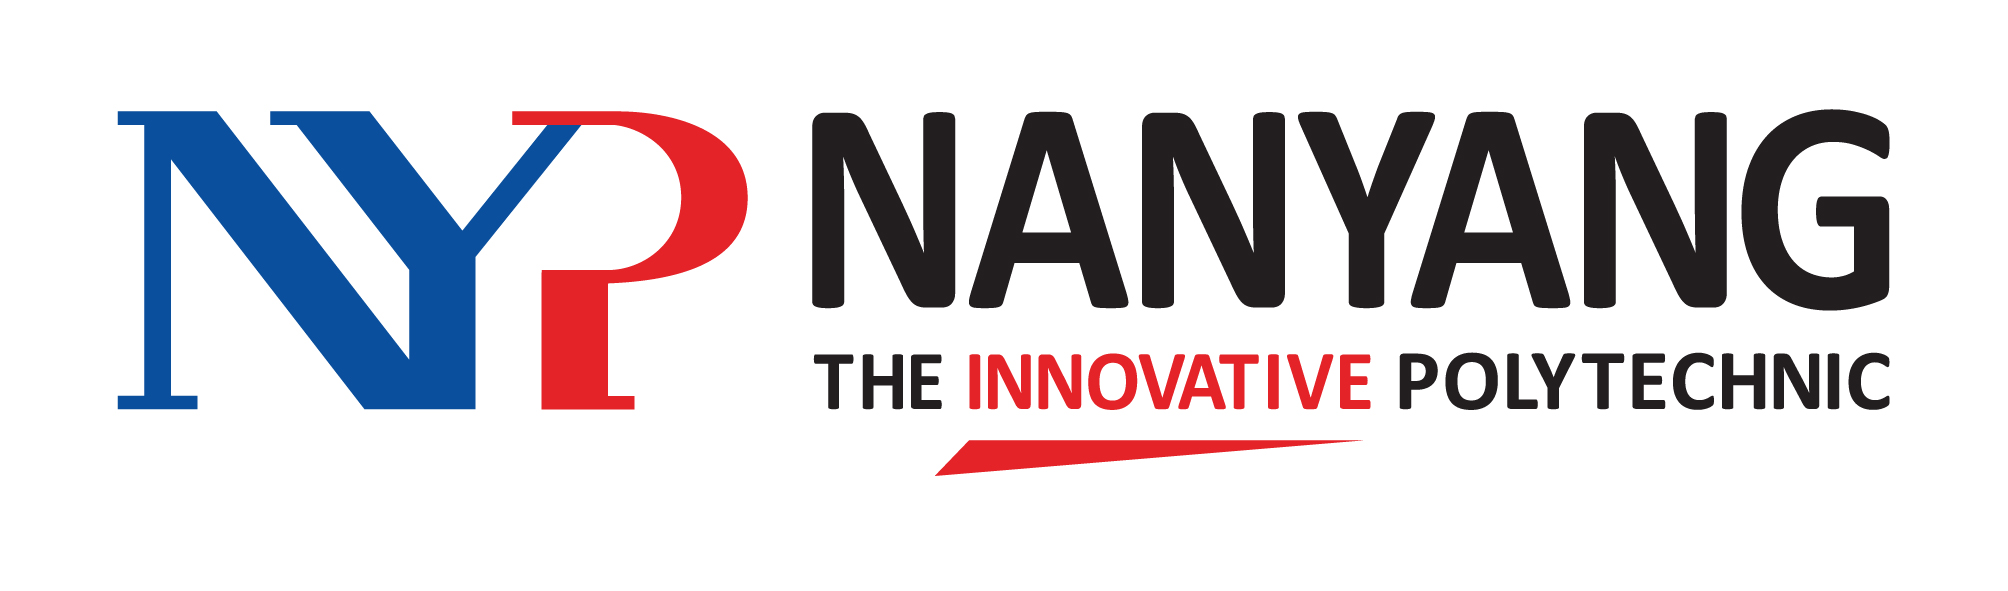 NYP
NANYANG
THE INNOVATIVE POLYTECHNIC